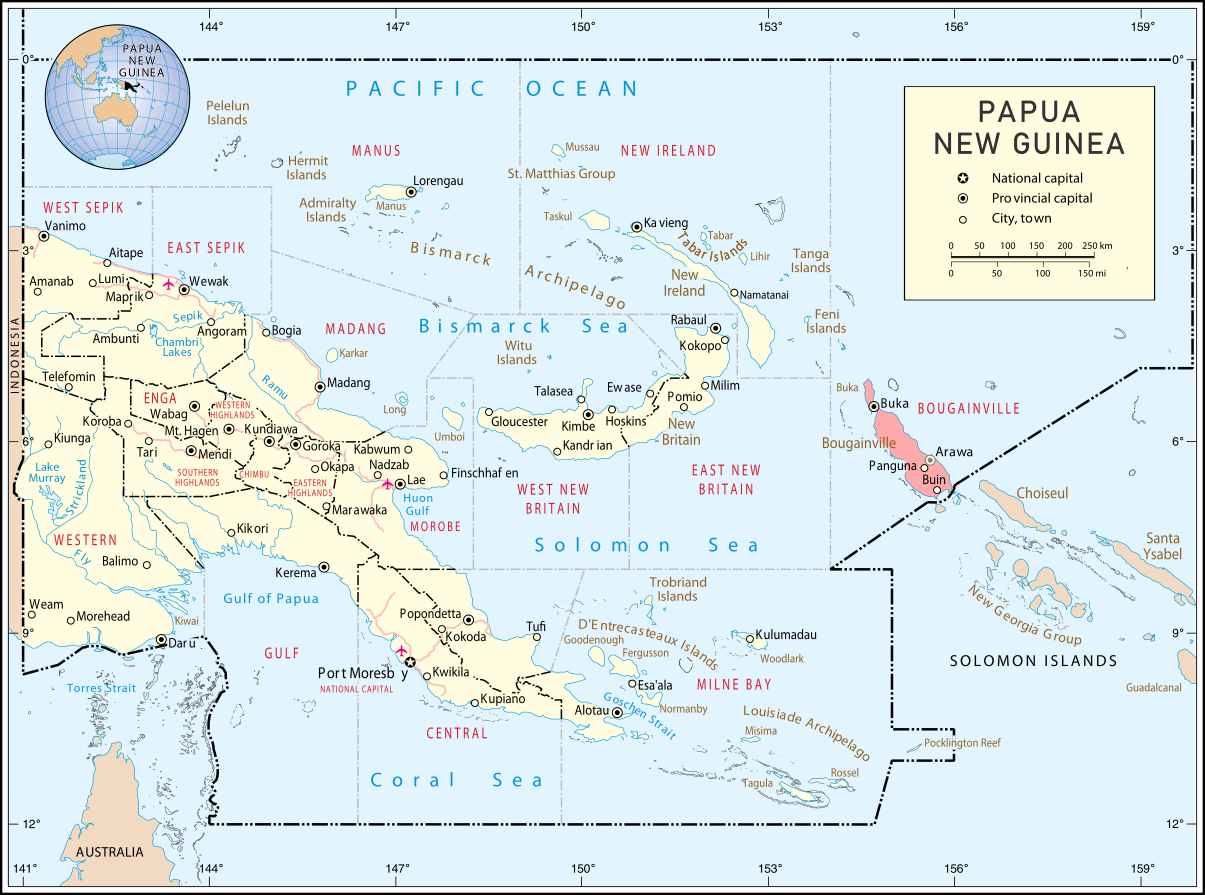 144°
147°
150°
153°
156°
159°
0°
0°
PAPUA
NEW
GUINEA
PACIFIC OCEAN
PAPUA
NEW GUINEA
National capital
Provincial capital
City, town
0 50 100 150 200 250 km
0 50 100 150 mi
Pelelun
Islands
Hermit
Islands
MANUS
Mussau
NEW IRELAND
St. Matthias Group
Lorengau
Manus
Admiralty
Islands
Taskul
Kavieng
WEST SEPIK
Vanimo
EAST SEPIK
Aitape
3°
3°
Bismarck Archipelago
Tabar
Tabar Islands
Lihir
Tanga
Islands
New
Ireland
Namatanai
Feni
Islands
Amanab
Lumi
Maprik
Wewak
Sepik
Angoram
Ambunti
Chambri
Lakes
Bogia
MADANG
Karkar
Bismarck Sea
Witu
Islands
Rabaul
Kokopo
INDONESIA
Telefomin
Ramu
Madang
Long
Umboi
Talasea
Ewase
Milim
Pomio
Gloucester
Kimbe
Hoskins
Kandrian
New
Britain
Buka
Buka
BOUGAINVILLE
Bougainville
Arawa
Panguna
Buin
ENGA
Wabag
WESTERN
HIGHLANDS
Koroba
Mt. Hagen
Kundiawa
Goroka
Kabwum
6°
6°
Kiunga
Tari
Mendi
Okapa
Nadzab
Finschhafen
Lae
Lake
Murray
Strickland
SOUTHERN
HIGHLANDS
CHIMBU
EASTERN
HIGHLANDS
Huon
Gulf
Marawaka
MOROBE
WEST NEW
BRITAIN
EAST NEW
BRITAIN
Choiseul
Santa
Ysabel
WESTERN
Fly
Balimo
Kikori
Kerema
Solomon Sea
Gulf of Papua
Trobriand
Islands
New Georgia Group
Weam
Morehead
Kiwai
Daru
9°
9°
Popondetta
Kokoda
Tufi
D'Entrecasteaux Islands
Goodenough
Fergusson
Kulumadau
Woodlark
SOLOMON ISLANDS
Guadalcanal
GULF
Port Moresby
NATIONAL CAPITAL
Kwikila
Kupiano
Esa'ala
Normanby
MILNE BAY
Alotau
Goschen Strait
Torres Strait
CENTRAL
Louisiade Archipelago
Misima
Pocklington Reef
Coral Sea
Tagula
Rossel
AUSTRALIA
12°
12°
141°
144°
147°
150°
153°
156°
159°